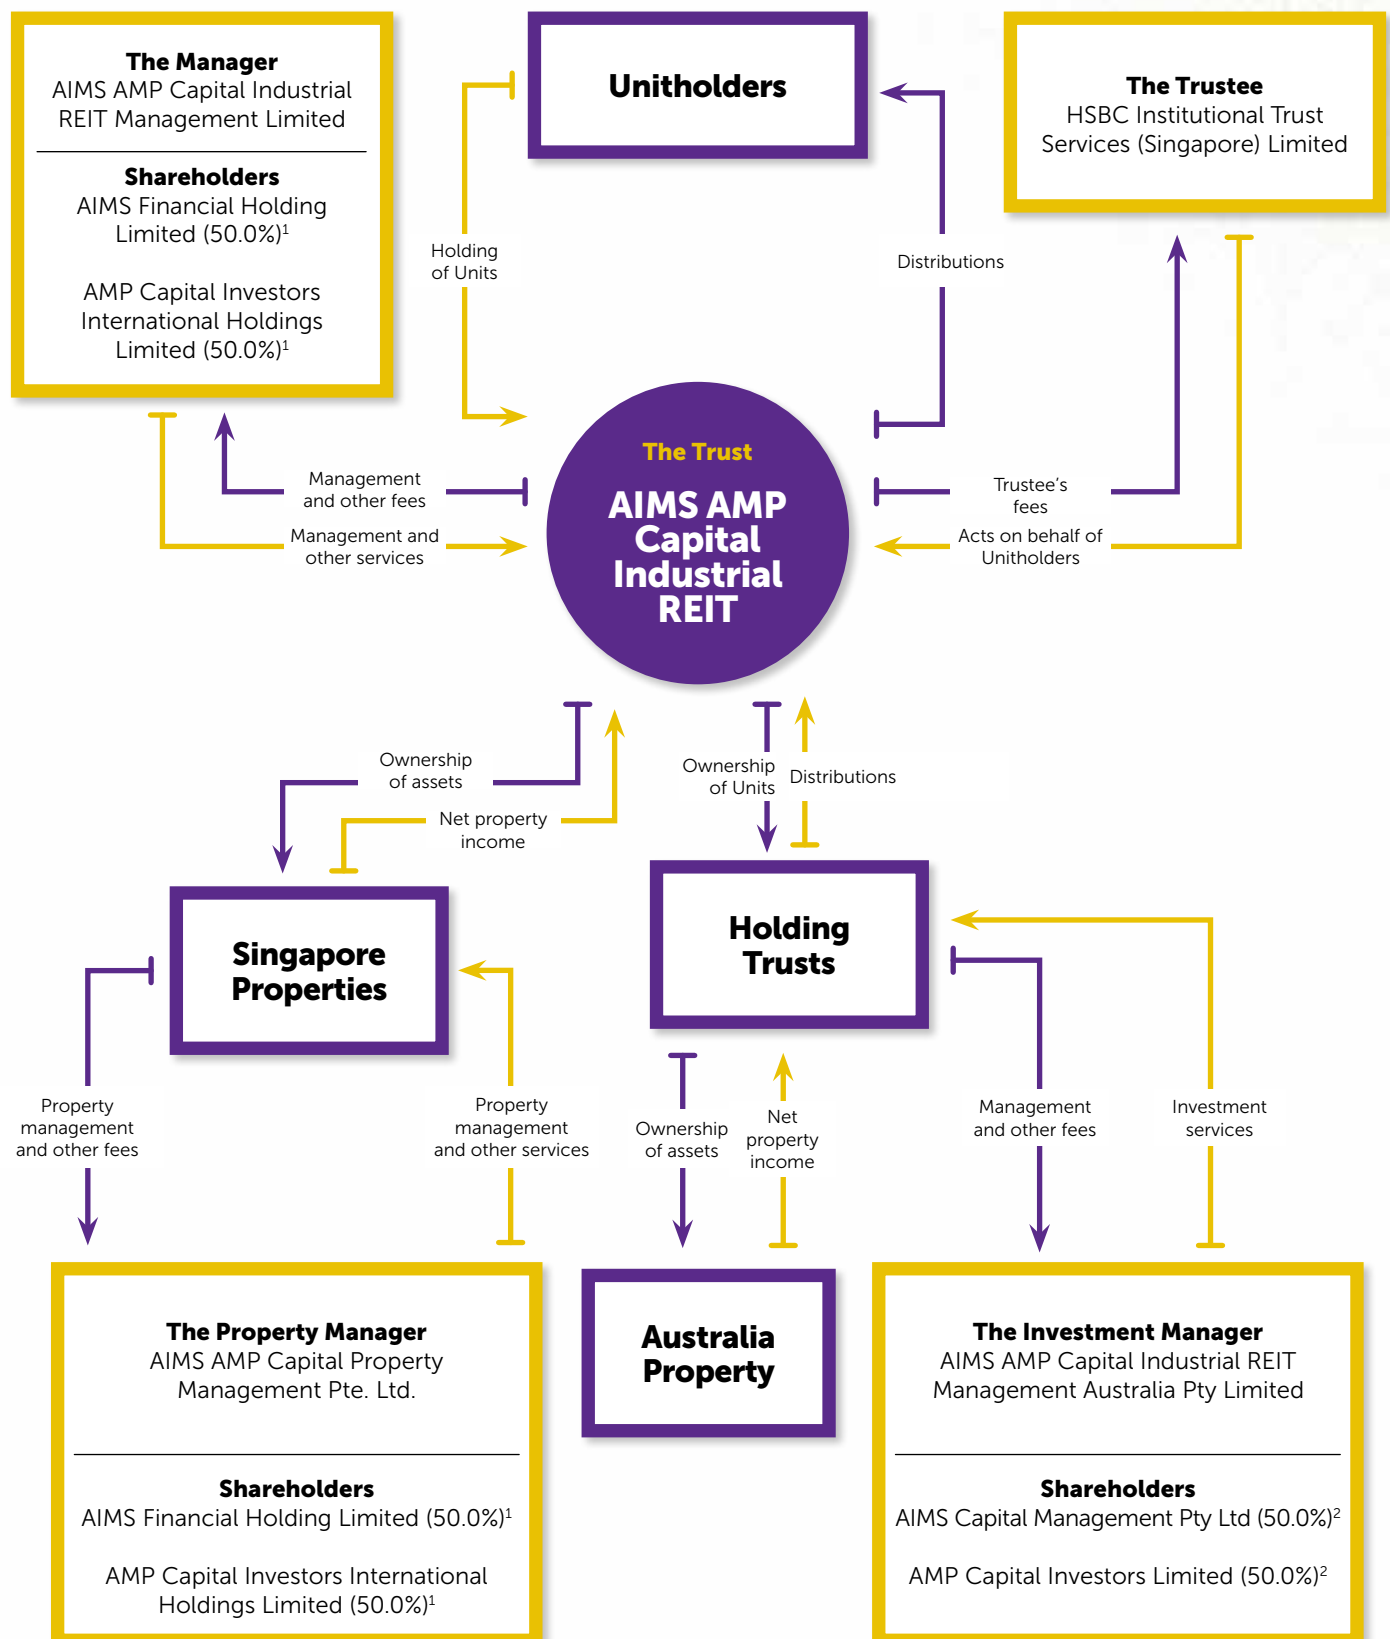 The Manager
AIMS AMP Capital Industrial
REIT Management Limited
Shareholders
AIMS Financial Holding
Limited (50.0%)¹
AMP Capital Investors
International Holdings
Limited (50.0%)¹
Unitholders
The Trustee
HSBC Institutional Trust
Services (Singapore) Limited
Holding
of Units
Distributions
The Trust
AIMS AMP
Capital
Industrial
REIT
Management
and other fees
Management and
other services
Trustee's
fees
Acts on behalf of
Unitholders
Ownership
of assets
Net property
income
Ownership
of Units
Distributions
Singapore
Properties
Holding
Trusts
Property
management
and other fees
Property
management
and other services
Ownership
of assets
Net
property
income
Management
and other fees
Investment
services
The Property Manager
AIMS AMP Capital Property
Management Pte. Ltd.
Shareholders
AIMS Financial Holding Limited (50.0%)¹
AMP Capital Investors International
Holdings Limited (50.0%)¹
Australia
Property
The Investment Manager
AIMS AMP Capital Industrial REIT
Management Australia Pty Limited
Shareholders
AIMS Capital Management Pty Ltd (50.0%)²
AMP Capital Investors Limited (50.0%)²